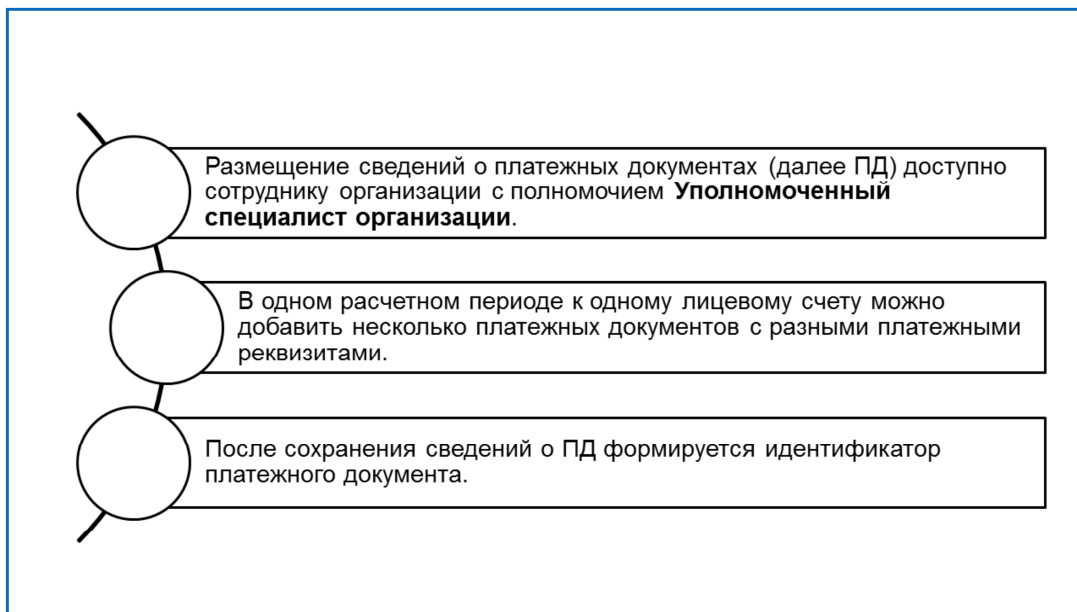 Размещение сведений о платежных документах (далее ПД) доступно
сотруднику организации с полномочием Уполномоченный
специалист организации.
В одном расчетном периоде к одному лицевому счету можно
добавить несколько платежных документов с разными платежными
реквизитами.
После сохранения сведений о ПД формируется идентификатор
платежного документа.